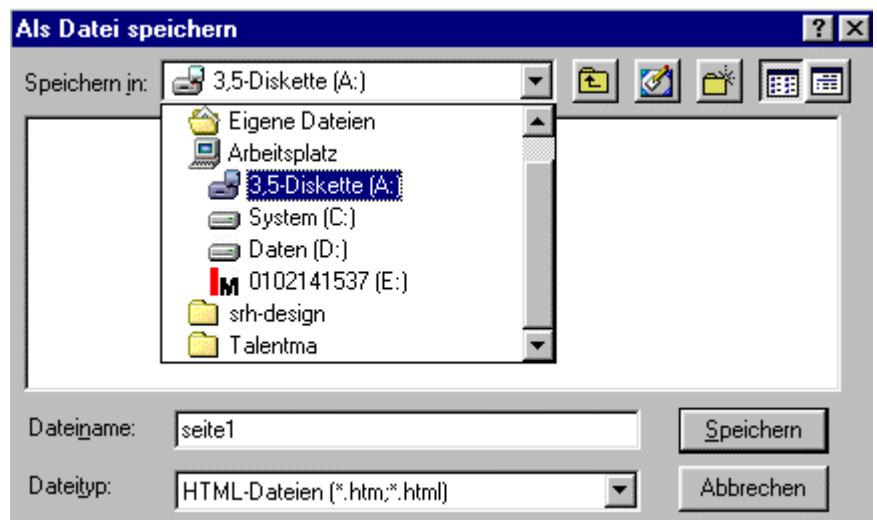 Als Datei speichern
Speichern in: 3,5-Diskette (A:)
Eigene Dateien
Arbeitsplatz
3,5-Diskette (A:)
System (C:)
Daten (D:)
0102141537 (E:)
srh-design
Talentma
Dateiname: seite1 Speichern
Dateityp: HTML-Dateien (*.htm;*.html) Abbrechen